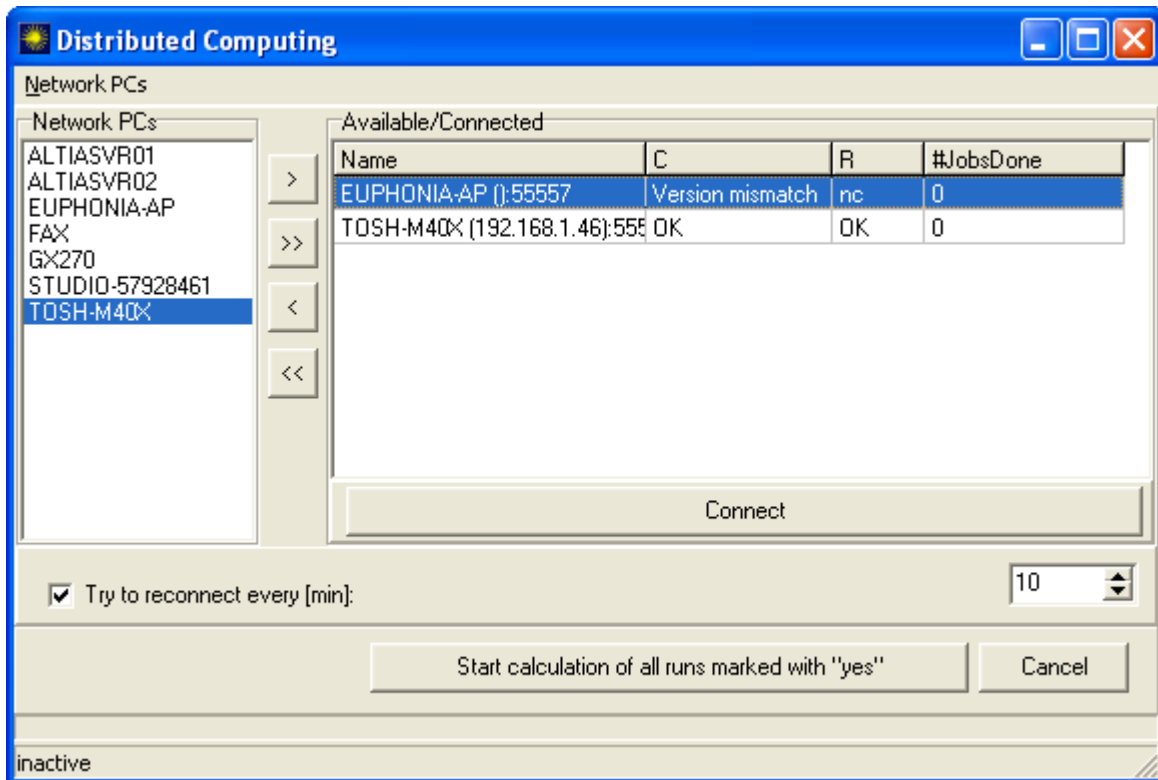 Distributed Computing
Network PCs
Network PCs
ALTIASVR01
ALTIASVR02
EUPHONIA-AP
FAX
GX270
STUDIO-57928461
TOSH-M40X
>
>>
<
<<
Available/Connected
Name C R #JobsDone
EUPHONIA-AP ():55557 Version mismatch nc 0
TOSH-M40X (192.168.1.46):555 OK OK 0
Connect
Try to reconnect every [min]: 10
Start calculation of all runs marked with "yes" Cancel
inactive